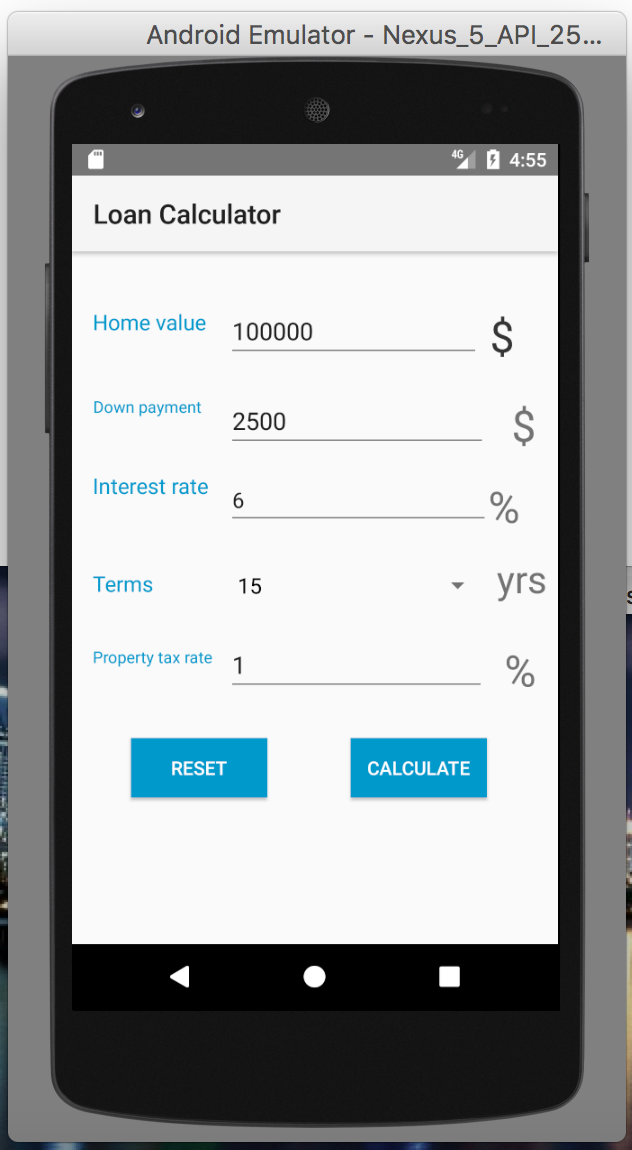 Android Emulator - Nexus_5_API_25...
4G 4:55
Loan Calculator
Home value 100000 $
Down payment 2500 $
Interest rate 6 %
Terms 15 yrs
Property tax rate 1 %
RESET CALCULATE